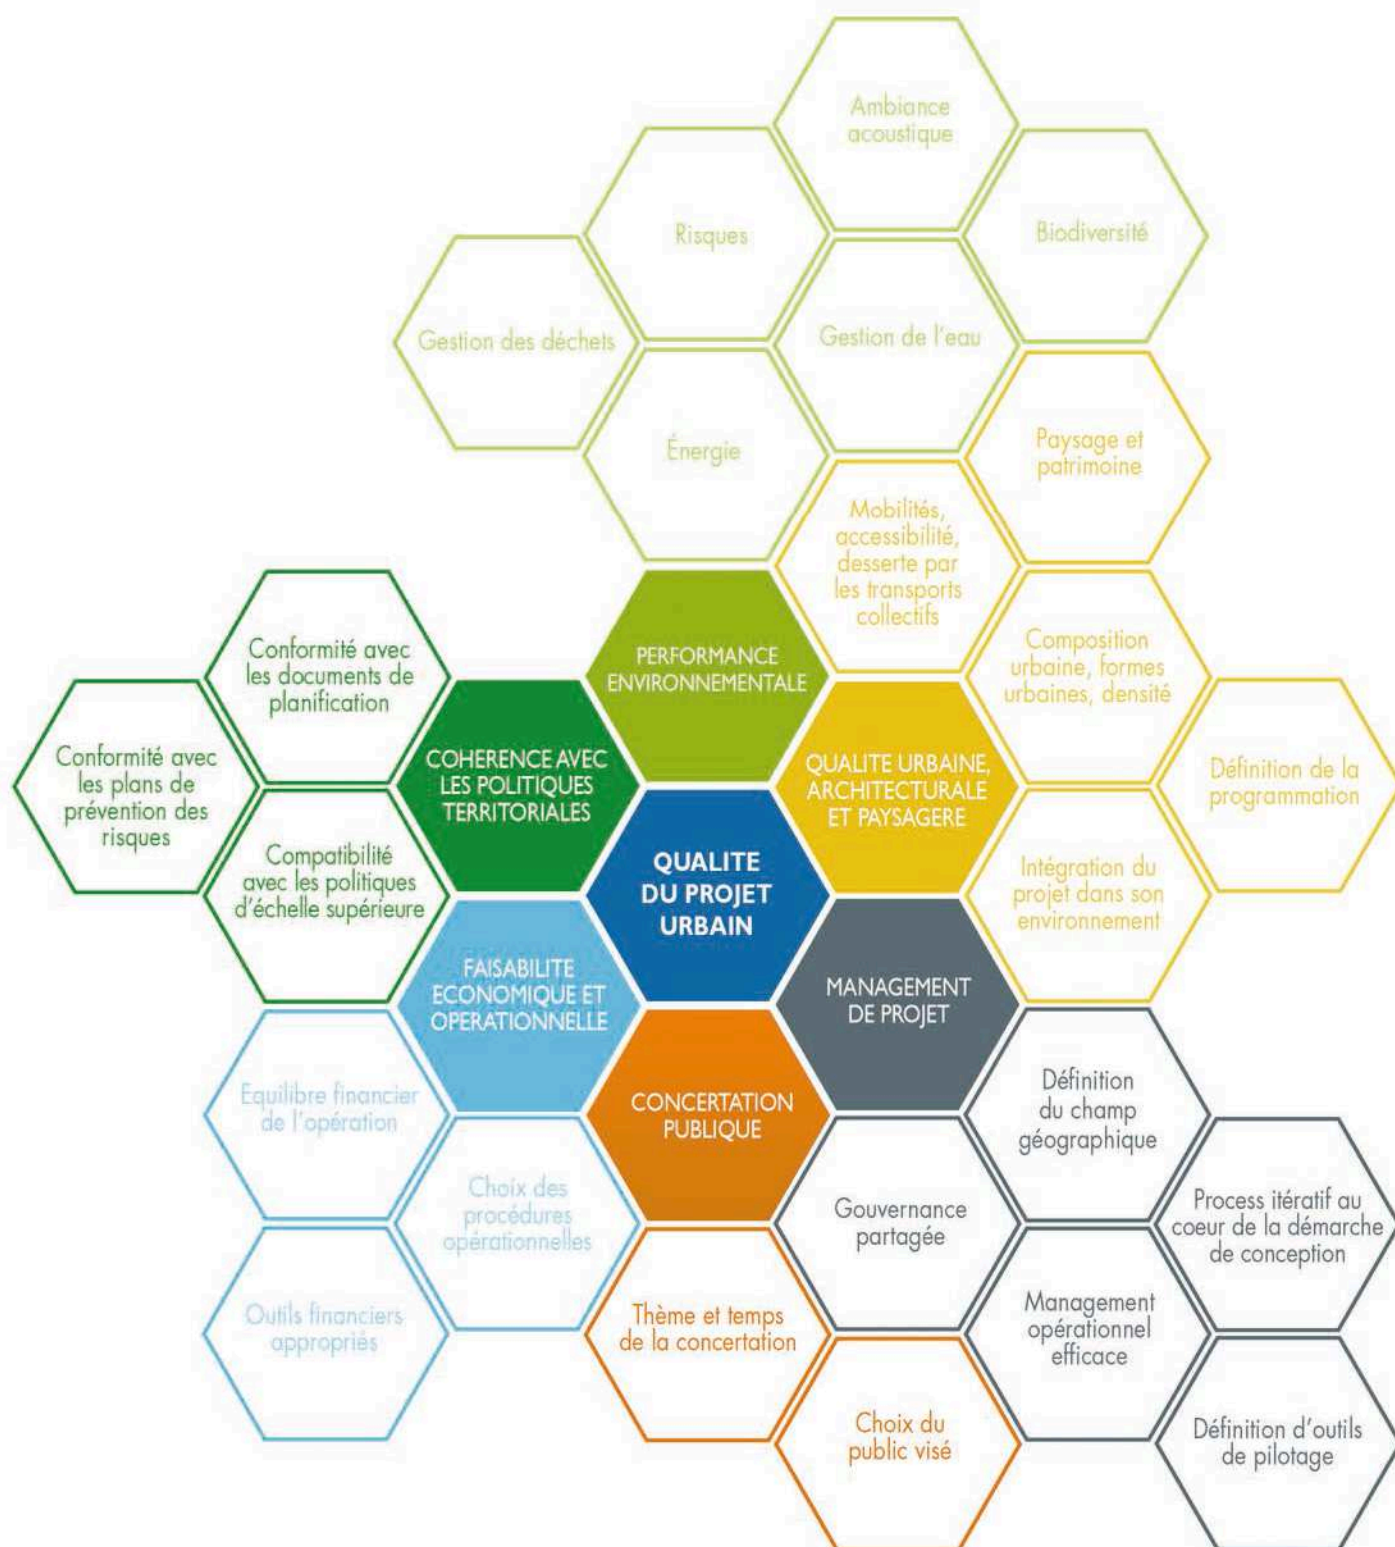 Ambiance
acoustique
Risques
Biodiversité
Gestion des déchets
Gestion de l'eau
Énergie
Paysage et
patrimoine
Mobilités,
accessibilité,
desserte par
les transports
collectifs
Conformité avec
les documents de
planification
PERFORMANCE
ENVIRONNEMENTALE
Composition
urbaine, formes
urbaines, densité
Conformité avec
les plans de
prévention des
risques
COHERENCE AVEC
LES POLITIQUES
TERRITORIALES
QUALITE URBAINE,
ARCHITECTURALE
ET PAYSAGERE
Définition de la
programmation
Compatibilité
avec les politiques
d'échelle supérieure
QUALITE
DU PROJET
URBAIN
Intégration du
projet dans son
environnement
FAISABILITE
ECONOMIQUE ET
OPERATIONNELLE
MANAGEMENT
DE PROJET
Equilibre financier
de l'opération
CONCERTATION
PUBLIQUE
Définition
du champ
géographique
Choix des
procédures
opérationnelles
Gouvernance
partagée
Process itératif au
coeur de la démarche
de conception
Outils financiers
appropriés
Thème et temps
de la concertation
Management
opérationnel
efficace
Choix du
public visé
Définition d'outils
de pilotage